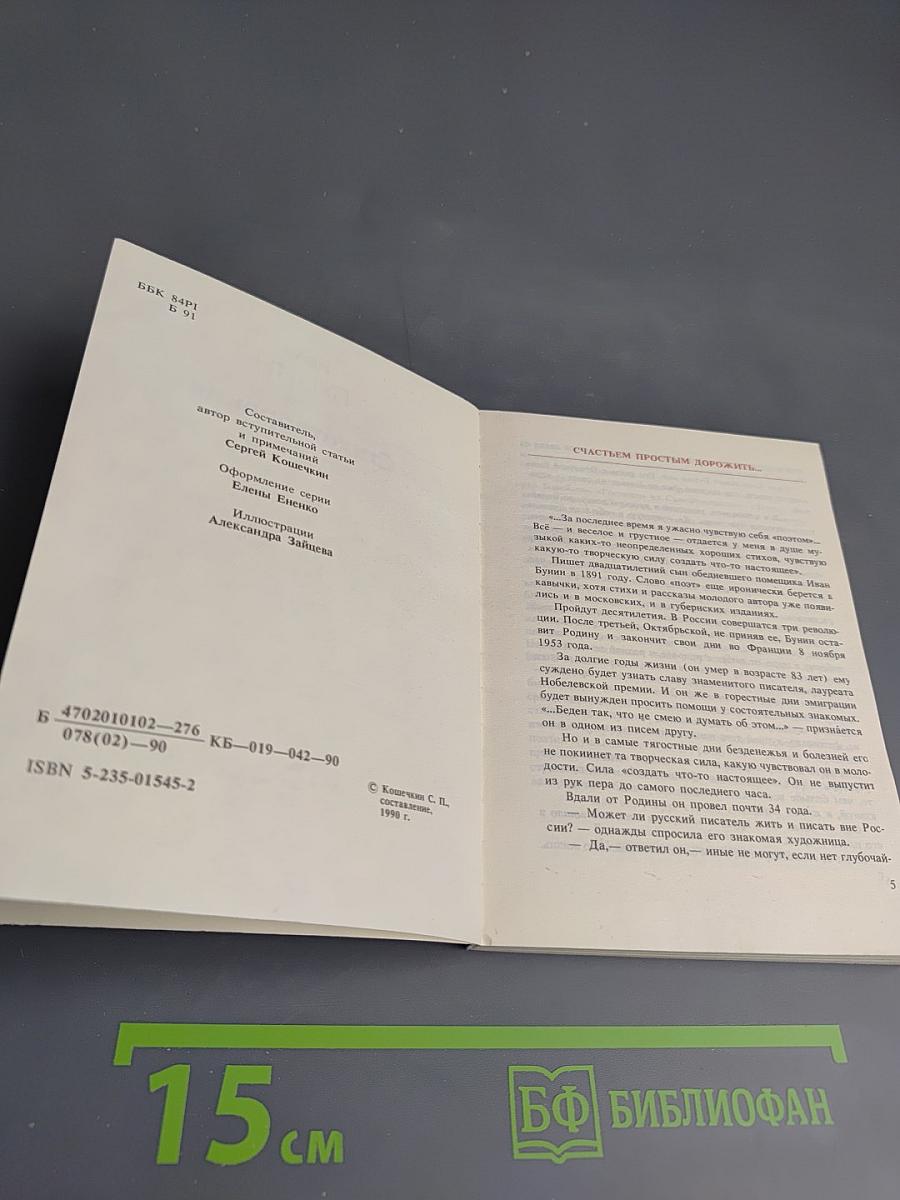 ББК 84Р1
Б 91
Составитель,
автор вступительной статьи
и примечаний
Сергей Кошечкин
Оформление серии
Елены Ененко
Иллюстрации
Александра Зайцева
Б 4702010102—276
078(02)—90
КБ—019—042—90
ISBN 5-235-01545-2
© Кошечкин С. П.,
составление,
1990 г.
СЧАСТЬЕМ ПРОСТЫМ ДОРОЖИТЬ...
«...За последнее время я ужасно чувствую себя «поэтом»...
Всё — и веселое и грустное — отдается у меня в душе му-
зыкой каких-то неопределенных хороших стихов, чувствую
какую-то творческую силу создать что-то настоящее».
Пишет двадцатилетний сын обедневшего помещика Иван
Бунин в 1891 году. Слово «поэт» еще иронически берется в
кавычки, хотя стихи и рассказы молодого автора уже появи-
лись и в московских, и в губернских изданиях.
Пройдут десятилетия. В России совершатся три револю-
ции. После третьей, Октябрьской, не приняв ее, Бунин оста-
вит Родину и закончит свои дни во Франции 8 ноября
1953 года.
За долгие годы жизни (он умер в возрасте 83 лет) ему
суждено будет узнать славу знаменитого писателя, лауреата
Нобелевской премии. И он же в горестные дни эмиграции
будет вынужден просить помощи у состоятельных знакомых.
«...Беден так, что не смею и думать об этом...» — признается
он в одном из писем другу.
Но и в самые тягостные дни безденежья и болезней его
не покинет та творческая сила, какую чувствовал он в моло-
дости. Сила «создать что-то настоящее». Он не выпустит
из рук пера до самого последнего часа.
Вдали от Родины он провел почти 34 года.
— Может ли русский писатель жить и писать вне Рос-
сии? — однажды спросила его знакомая художница.
— Да,— ответил он,— иные не могут, если нет глубочай-
5
15 см
БФ БИБЛИОФАН